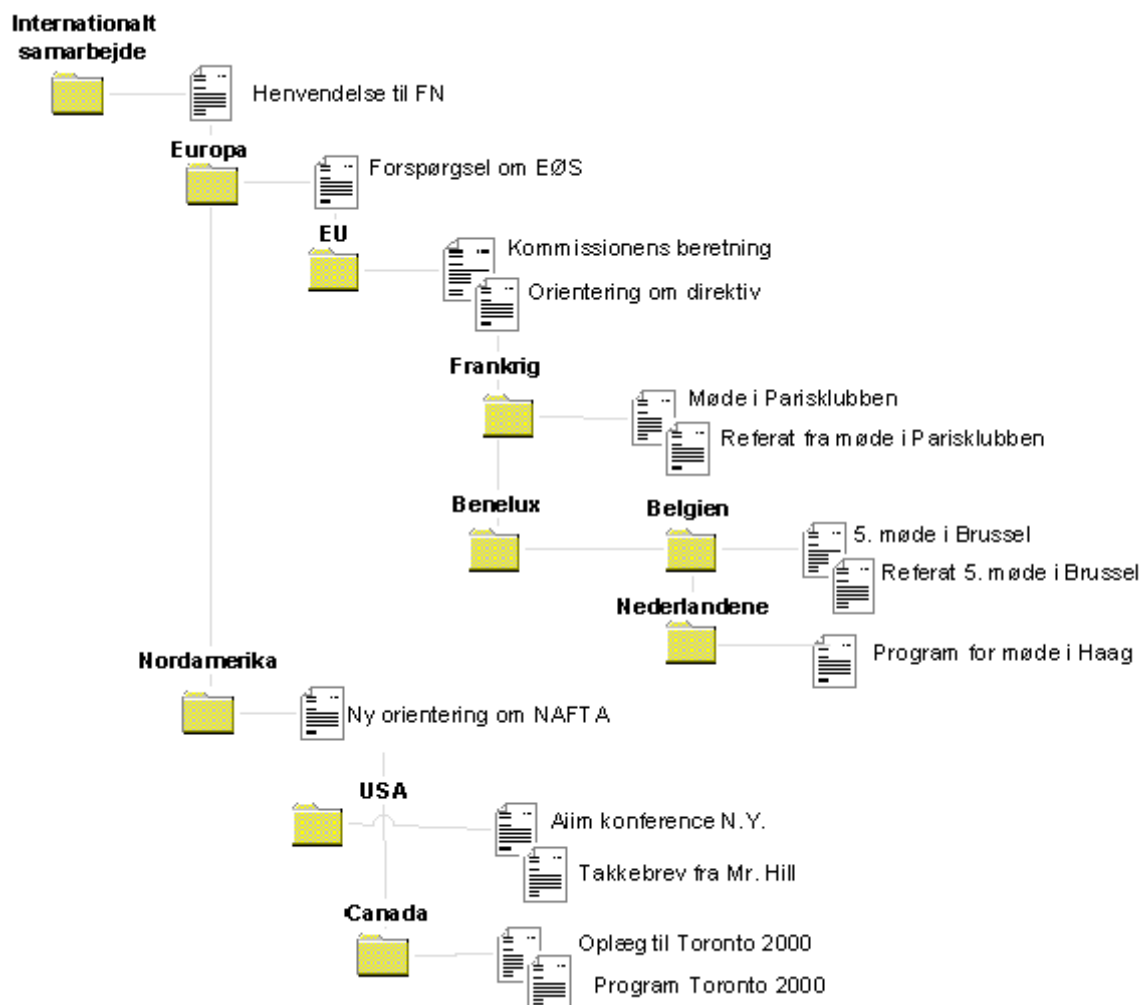 Internationalt
samarbejde
Henvendelse til FN
Europa
Forspørgsel om EØS
EU
Kommissionens beretning
Orientering om direktiv
Frankrig
Møde i Parisklubben
Referat fra møde i Parisklubben
Benelux
Belgien
5. møde i Brussel
Referat 5. møde i Brussel
Nederlandene
Program for møde i Haag
Nordamerika
Ny orientering om NAFTA
USA
Aiim konference N.Y.
Takkebrev fra Mr. Hill
Canada
Oplæg til Toronto 2000
Program Toronto 2000